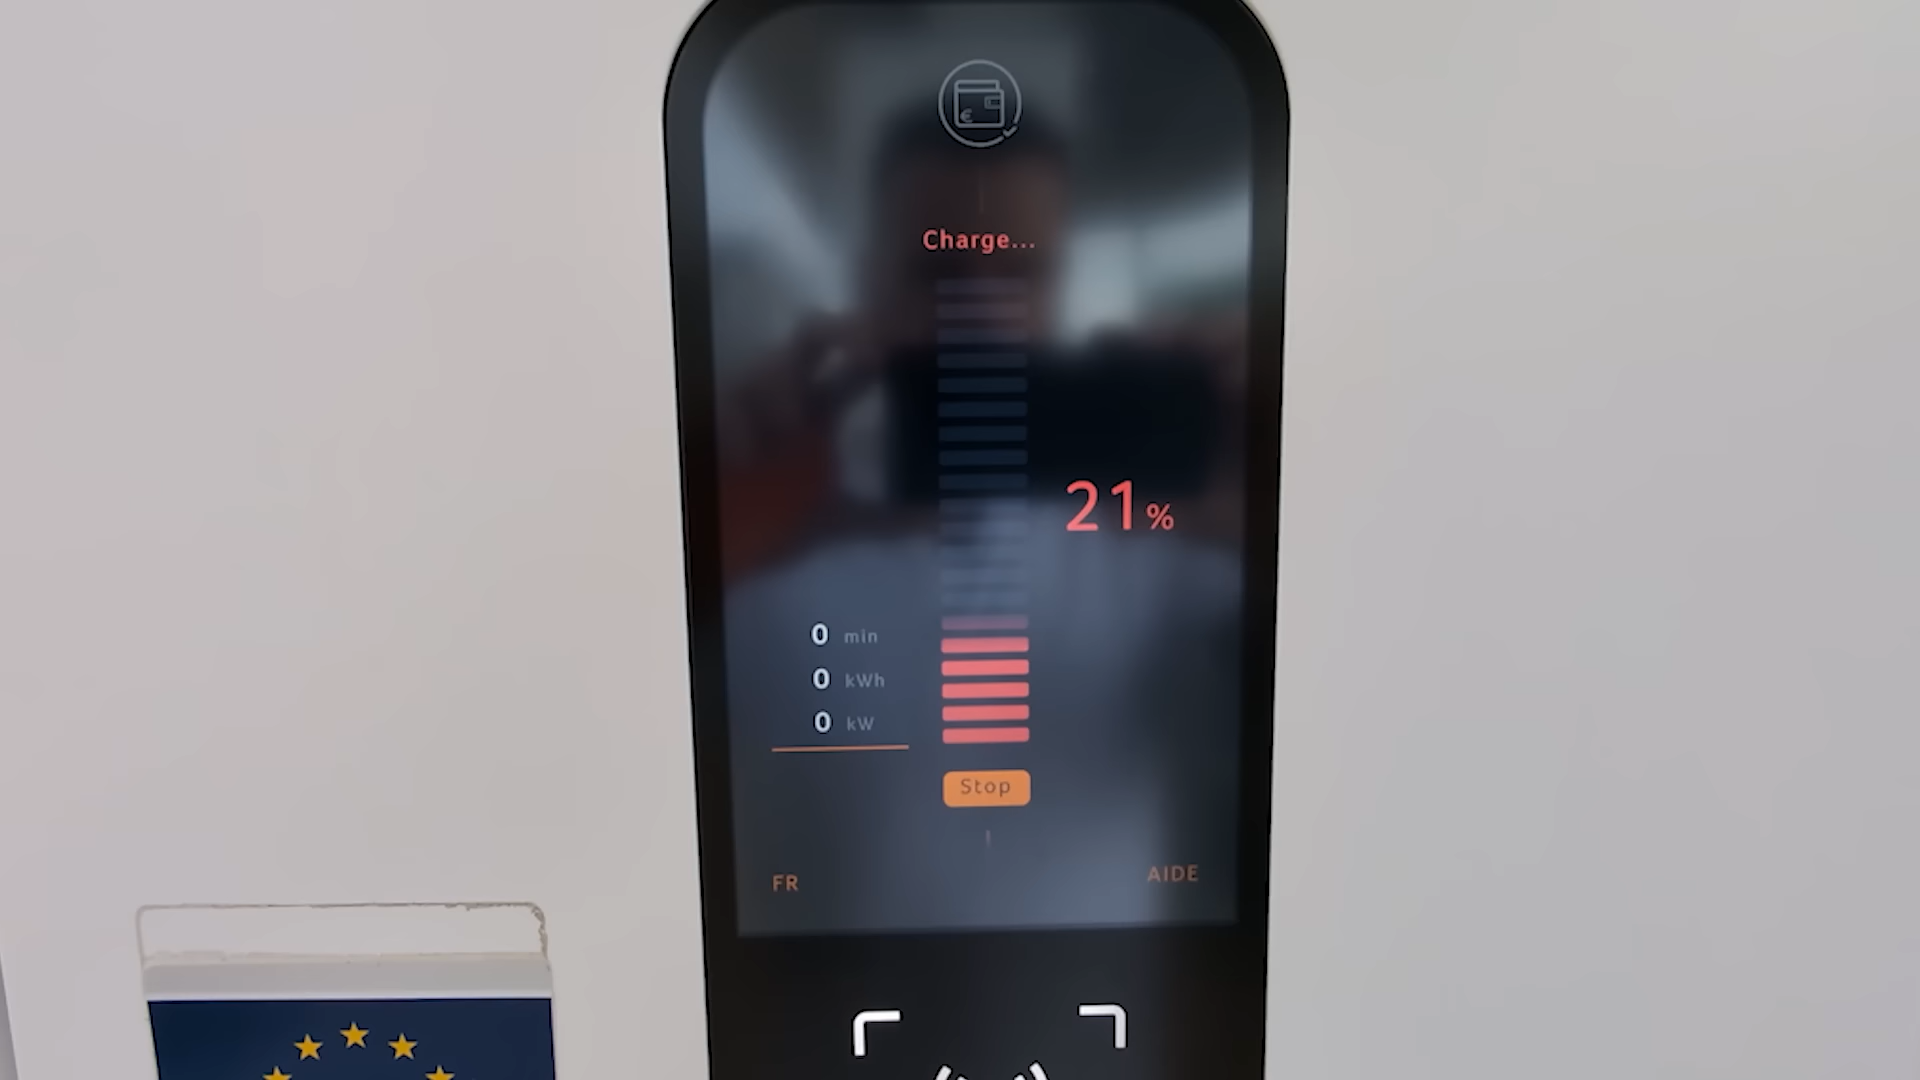 €
Charge...
21%
0 min
0 kWh
0 kW
Stop
FR
AIDE